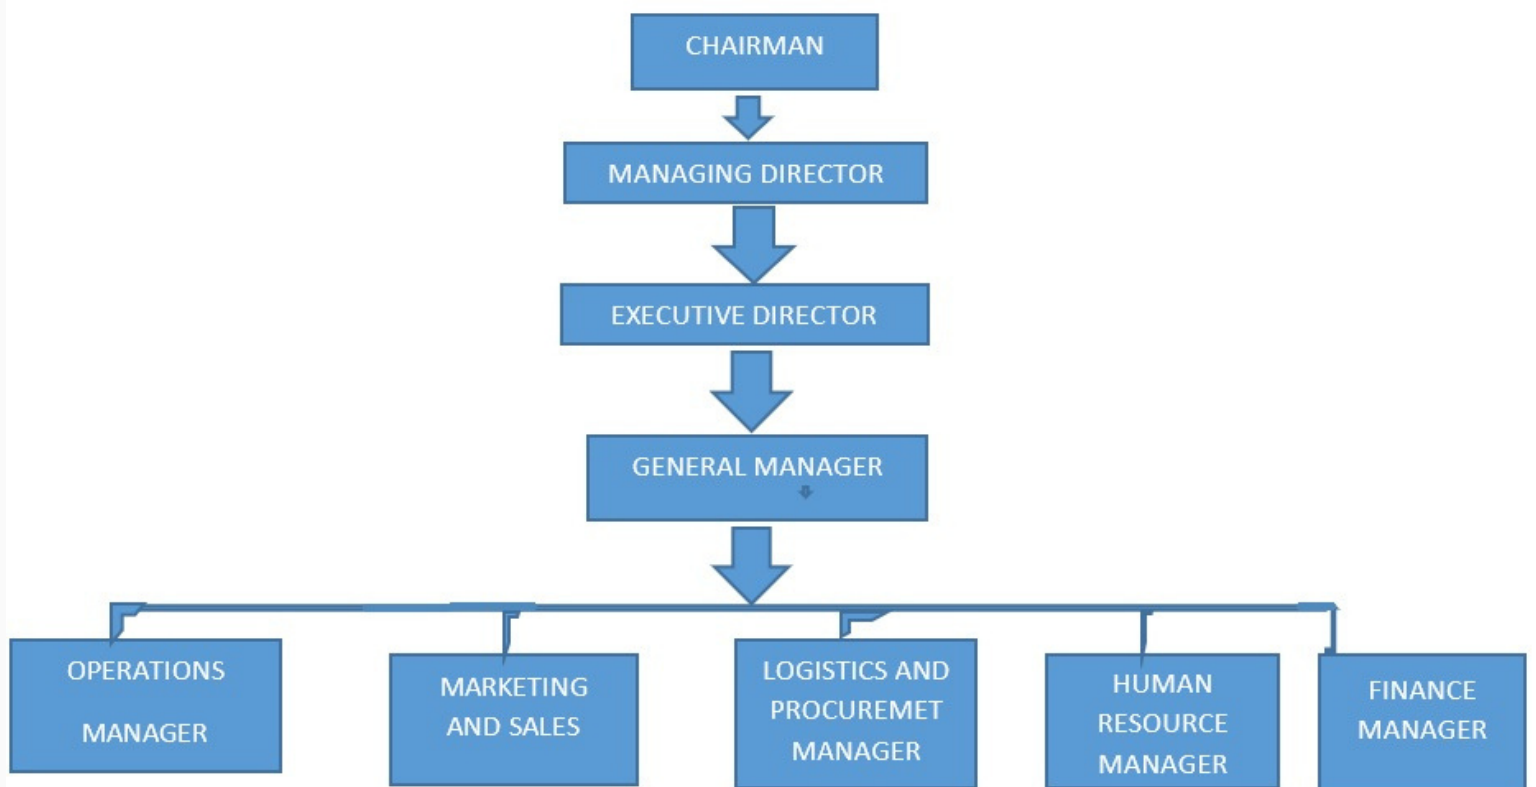 CHAIRMAN
MANAGING DIRECTOR
EXECUTIVE DIRECTOR
GENERAL MANAGER
OPERATIONS
MANAGER
MARKETING
AND SALES
LOGISTICS AND
PROCUREMET
MANAGER
HUMAN
RESOURCE
MANAGER
FINANCE
MANAGER